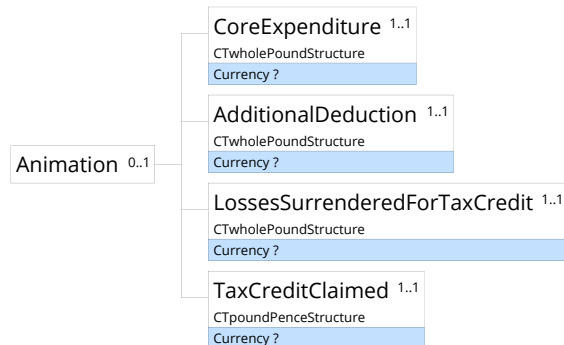 CoreExpenditure 1..1
CTwholePoundStructure
Currency ?
AdditionalDeduction 1..1
CTwholePoundStructure
Currency ?
Animation 0..1
LossesSurrenderedForTaxCredit 1..1
CTwholePoundStructure
Currency ?
TaxCreditClaimed 1..1
CTpoundPenceStructure
Currency ?